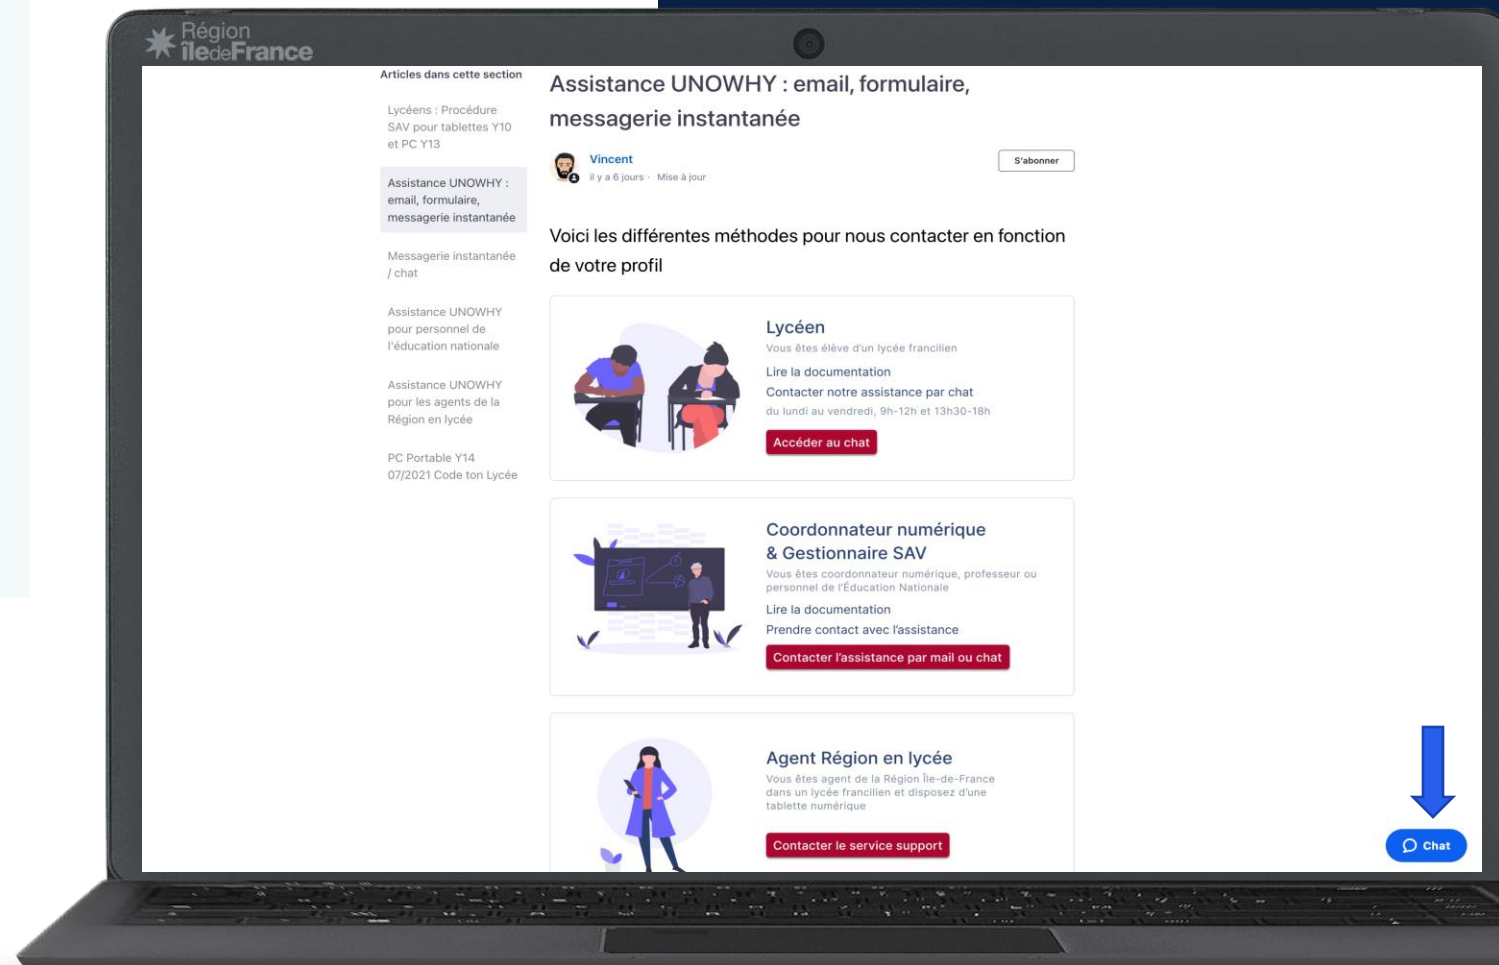 Région
îledeFrance
Articles dans cette section
Lycéens : Procédure
SAV pour tablettes Y10
et PC Y13
Assistance UNOWHY :
email, formulaire,
messagerie instantanée
Messagerie instantanée
/ chat
Assistance UNOWHY
pour personnel de
l'éducation nationale
Assistance UNOWHY
pour les agents de la
Région en lycée
PC Portable Y14
07/2021 Code ton Lycée
Assistance UNOWHY : email, formulaire,
messagerie instantanée
Vincent
il y a 6 jours · Mise à jour
S'abonner
Voici les différentes méthodes pour nous contacter en fonction
de votre profil
Lycéen
Vous êtes élève d'un lycée francilien
Lire la documentation
Contacter notre assistance par chat
du lundi au vendredi, 9h-12h et 13h30-18h
Accéder au chat
Coordonnateur numérique
& Gestionnaire SAV
Vous êtes coordonnateur numérique, professeur ou
personnel de l'Éducation Nationale
Lire la documentation
Prendre contact avec l'assistance
Contacter l'assistance par mail ou chat
Agent Région en lycée
Vous êtes agent de la Région Île-de-France
dans un lycée francilien et disposez d'une
tablette numérique
Contacter le service support
Chat